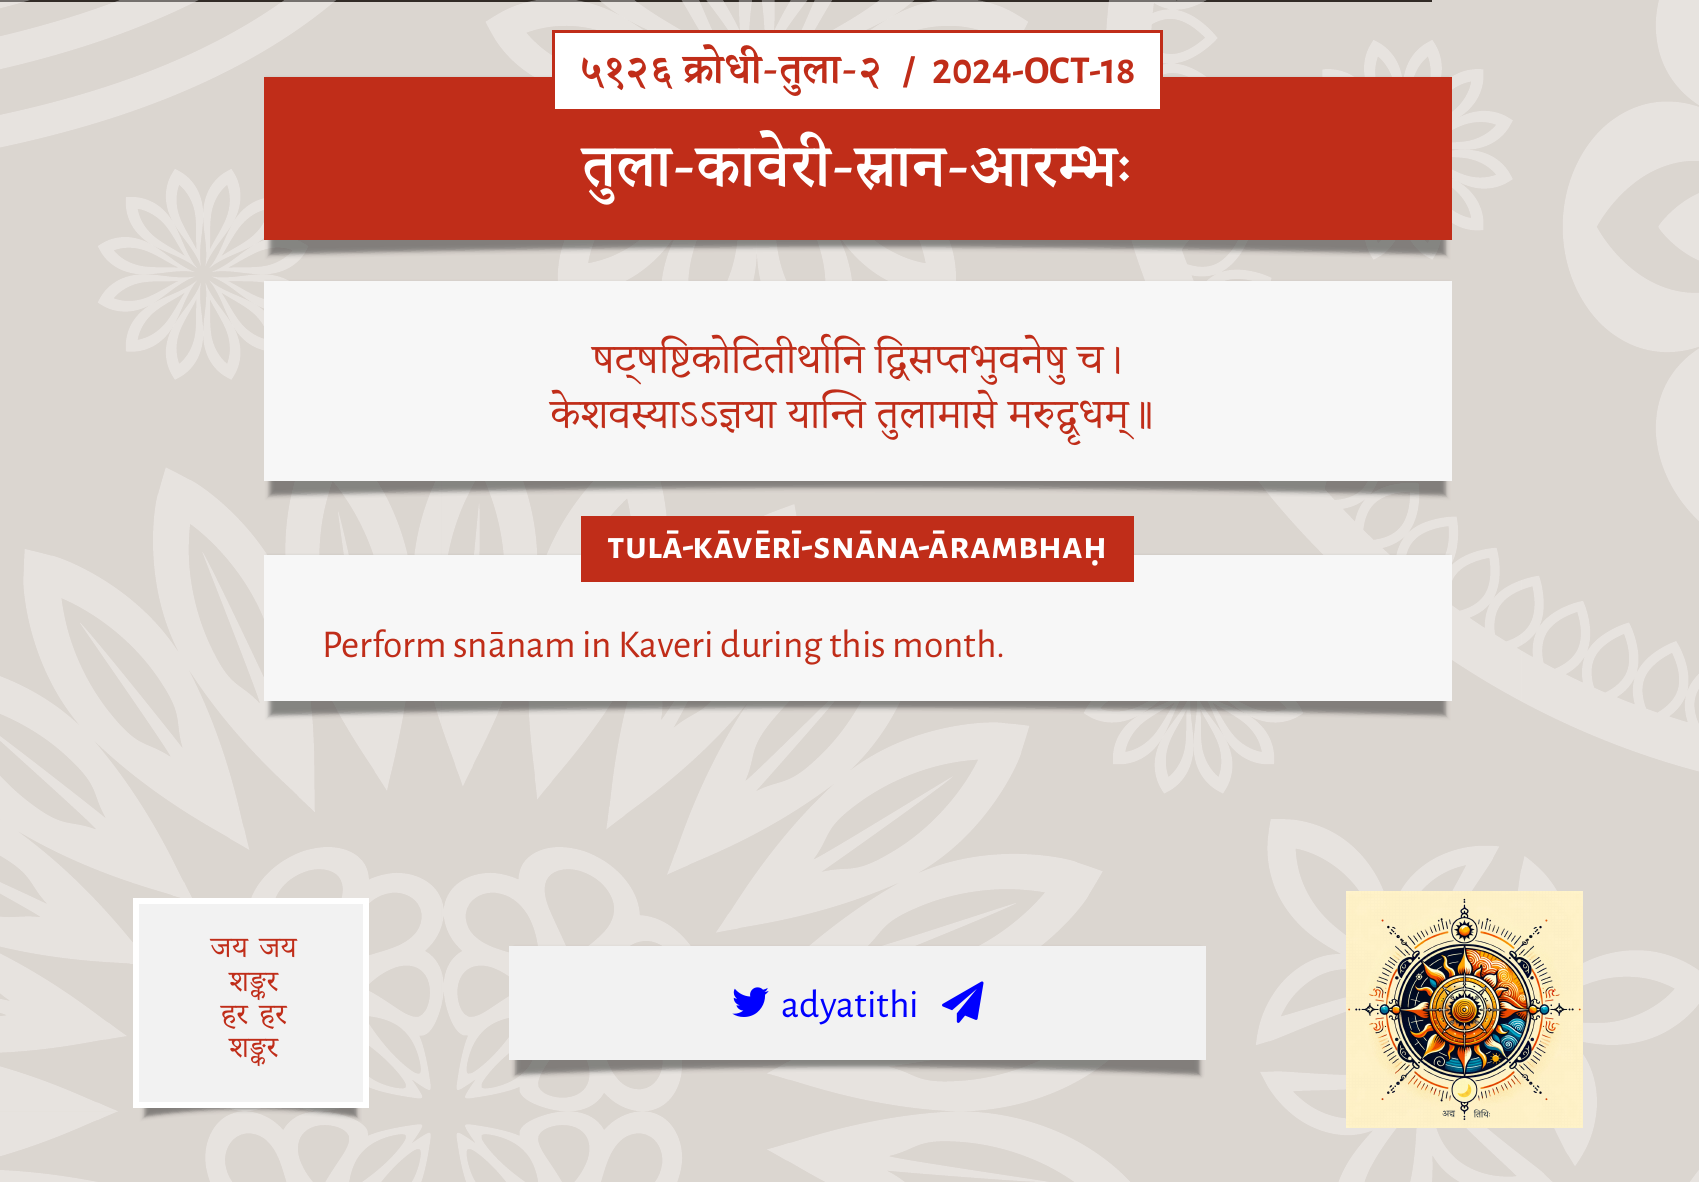 ५१२६ क्रोधी-तुला-२ / 2024-OCT-18
तुला-कावेरी-स्नान-आरम्भः
षट्षष्टिकोटितीर्थानि द्विसप्तभुवनेषु च।
केशवस्याऽऽज्ञया यान्ति तुलामासे मरुद्वृधम्॥
TULĀ-KĀVĒRĪ-SNĀNA-ĀRAMBHAḤ
Perform snānam in Kaveri during this month.
जय जय
शङ्कर
हर हर
शङ्कर
adyatithi
अद्य तिथिः